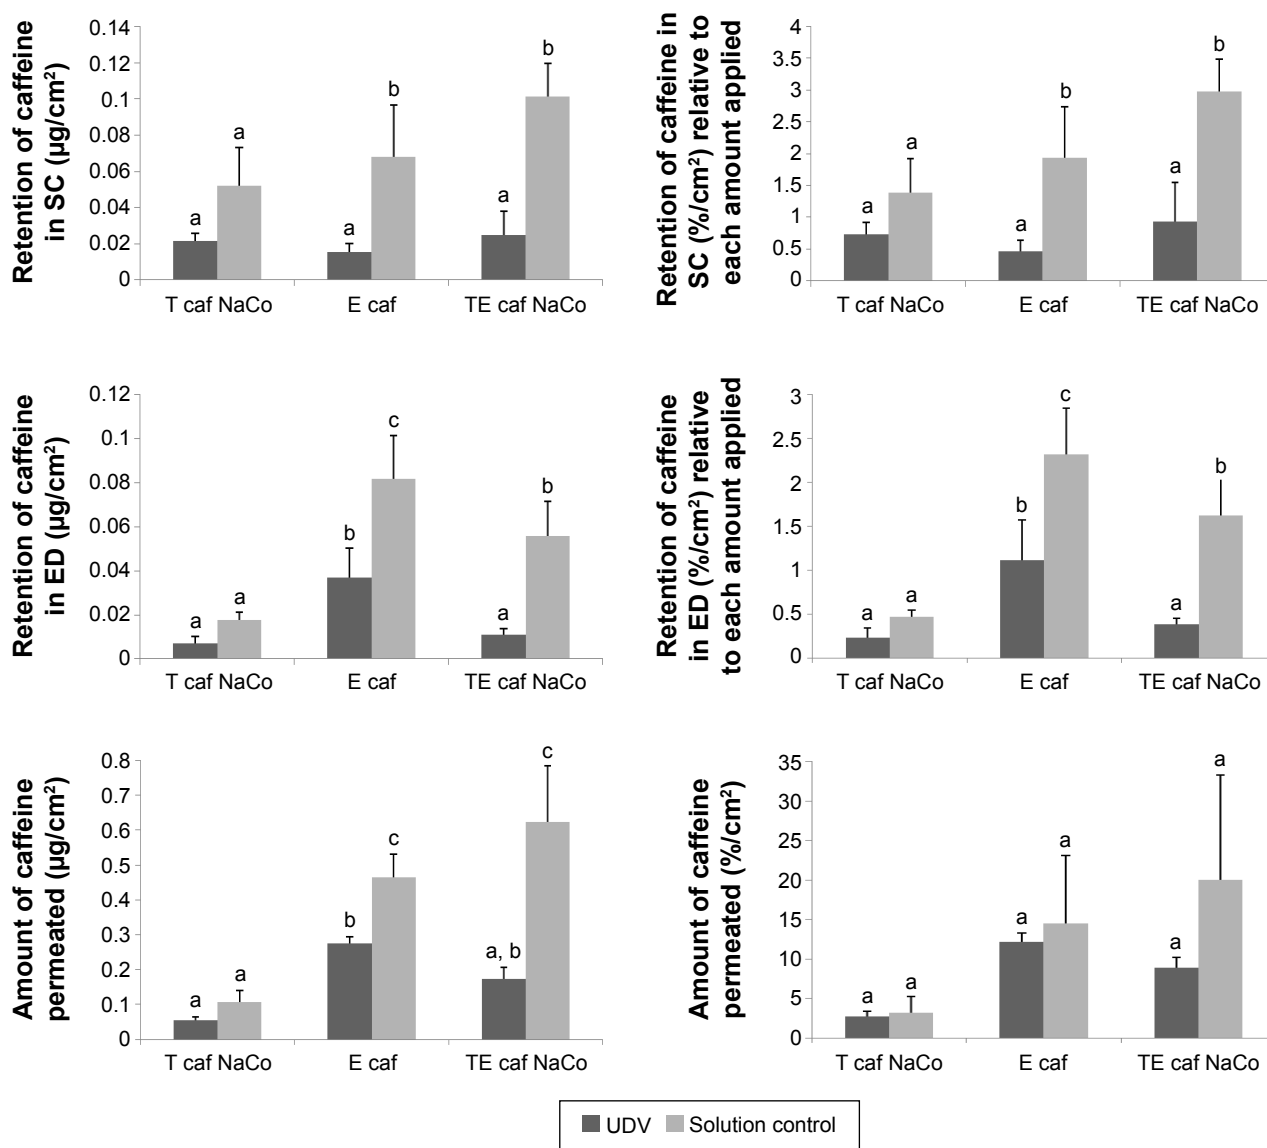 Retention of caffeine
in SC (µg/cm²)
0.14
0.12
0.1
0.08
0.06
0.04
0.02
0
a
a
a
b
a
b
T caf NaCo
E caf
TE caf NaCo
Retention of caffeine in
SC (%/cm²) relative to
each amount applied
4
3.5
3
2.5
2
1.5
1
0.5
0
a
a
a
b
a
b
T caf NaCo
E caf
TE caf NaCo
Retention of caffeine
in ED (µg/cm²)
0.12
0.1
0.08
0.06
0.04
0.02
0
a
a
b
c
a
b
T caf NaCo
E caf
TE caf NaCo
Retention of caffeine
in ED (%/cm²) relative
to each amount applied
3
2.5
2
1.5
1
0.5
0
a
a
b
c
a
b
T caf NaCo
E caf
TE caf NaCo
Amount of caffeine
permeated (µg/cm²)
0.8
0.7
0.6
0.5
0.4
0.3
0.2
0.1
0
a
a
b
c
a, b
c
T caf NaCo
E caf
TE caf NaCo
Amount of caffeine
permeated (%/cm²)
35
30
25
20
15
10
5
0
a
a
a
a
a
a
T caf NaCo
E caf
TE caf NaCo
UDV
Solution control